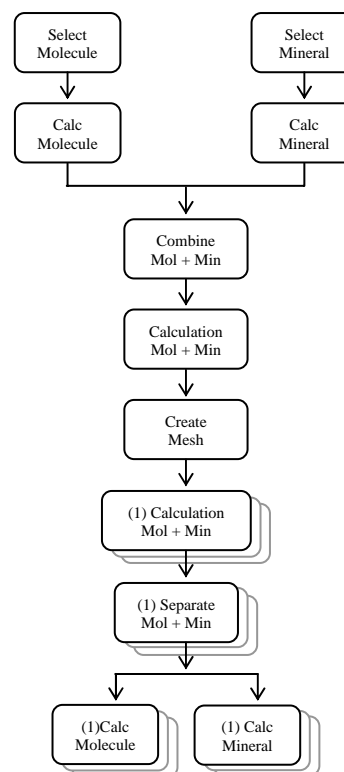 Select
Molecule
Select
Mineral
Calc
Molecule
Calc
Mineral
Combine
Mol + Min
Calculation
Mol + Min
Create
Mesh
(1) Calculation
Mol + Min
(1) Separate
Mol + Min
(1)Calc
Molecule
(1) Calc
Mineral